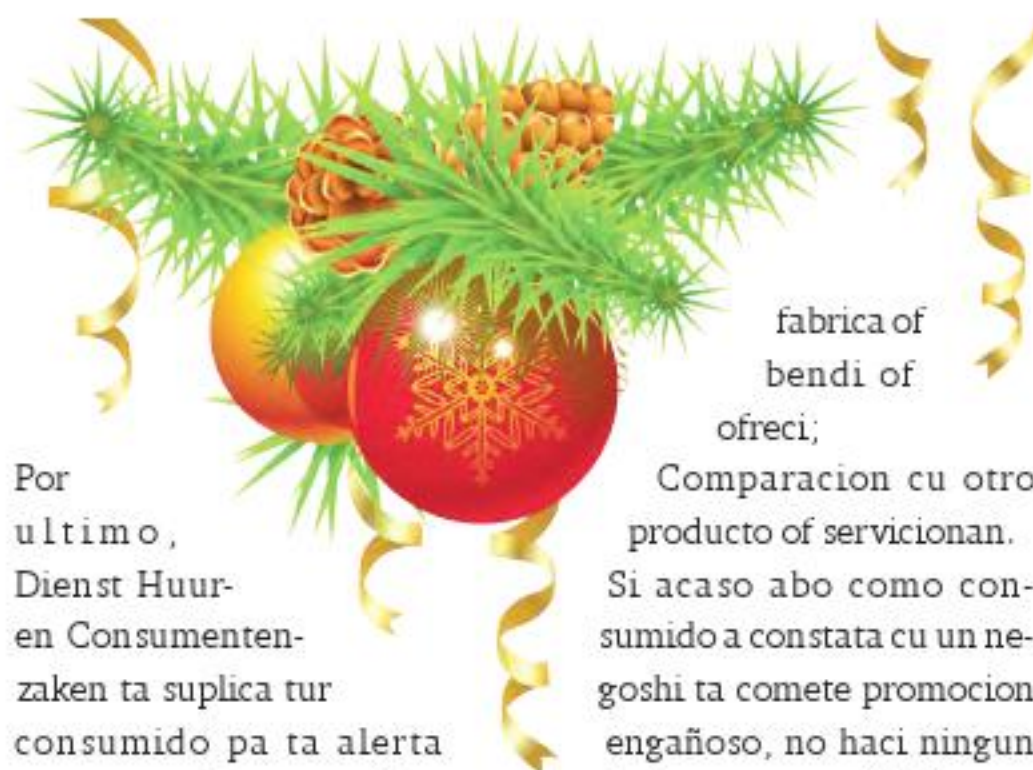 Por
ultimo,
Dienst Huur-
en Consumenten-
zaken ta suplica tur
consumido pa ta alerta
fabrica of
bendi of
ofreci;
Comparacion cu otro
producto of servicionan.
Si acaso abo como con-
sumido a constata cu un ne-
goshi ta comete promocion
engañoso, no haci ningun